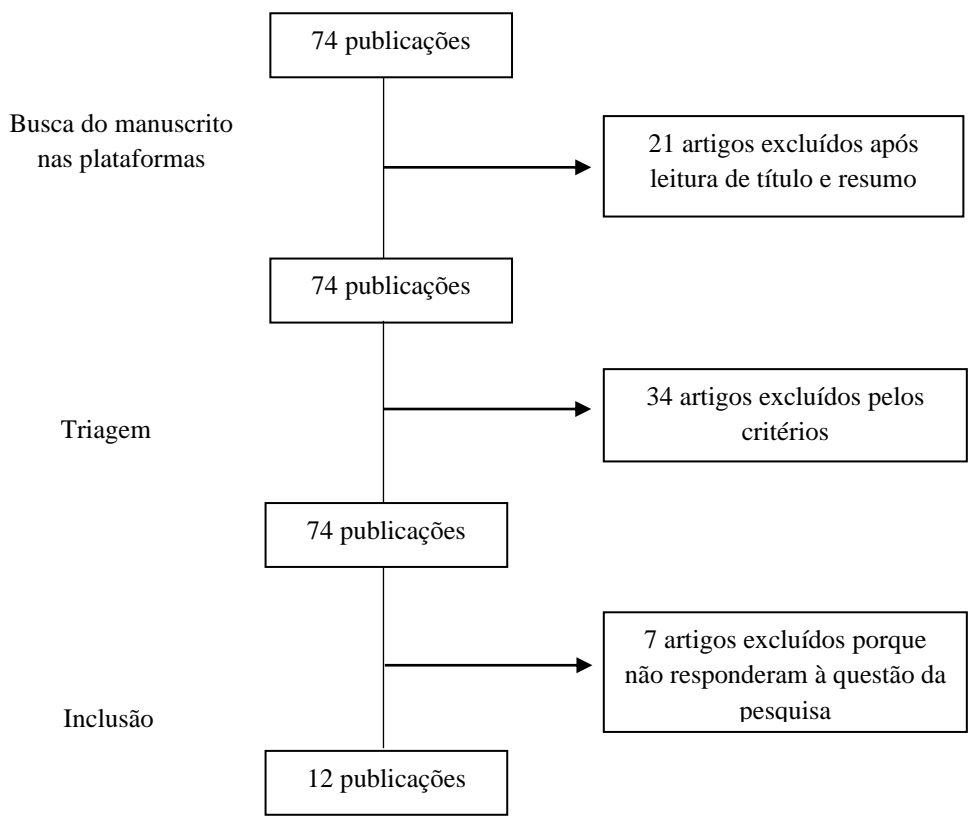 74 publicações
Busca do manuscrito
nas plataformas
21 artigos excluídos após
leitura de título e resumo
74 publicações
34 artigos excluídos pelos
critérios
Triagem
74 publicações
7 artigos excluídos porque
não responderam à questão da
pesquisa
Inclusão
12 publicações